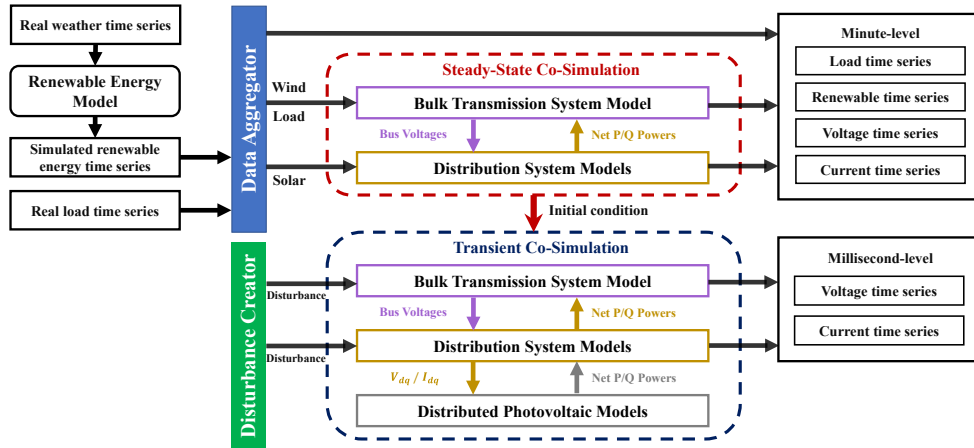 Real weather time series
Renewable Energy
Model
Simulated renewable
energy time series
Real load time series
Data Aggregator
Wind
Load
Solar
Steady-State Co-Simulation
Bulk Transmission System Model
Bus Voltages
Net P/Q Powers
Distribution System Models
Initial condition
Minute-level
Load time series
Renewable time series
Voltage time series
Current time series
Disturbance Creator
Disturbance
Disturbance
Transient Co-Simulation
Bulk Transmission System Model
Bus Voltages
Net P/Q Powers
Distribution System Models
V_dq / I_dq
Net P/Q Powers
Distributed Photovoltaic Models
Millisecond-level
Voltage time series
Current time series